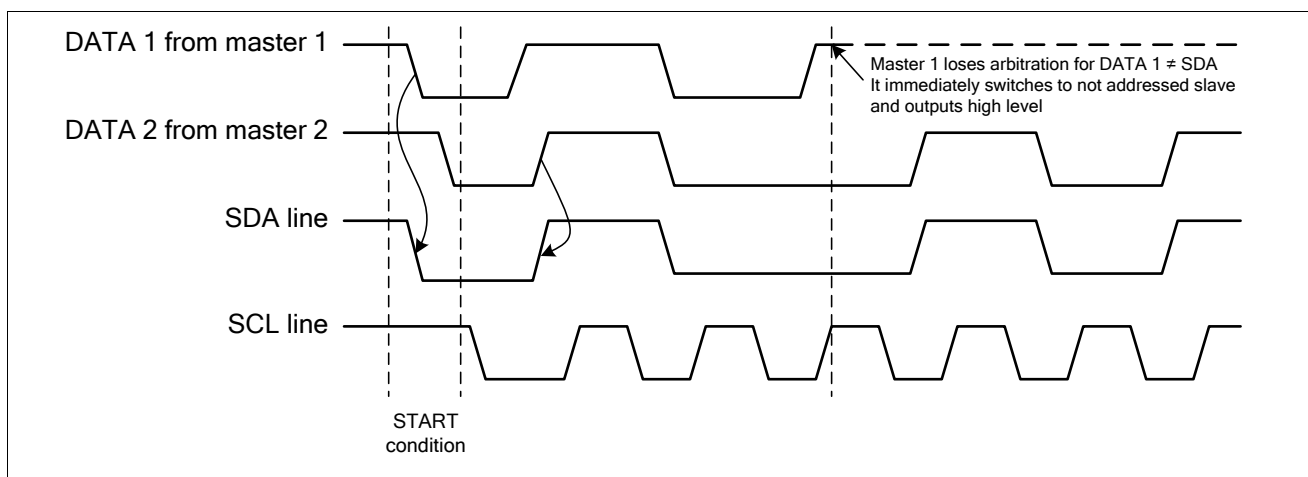 DATA 1 from master 1
Master 1 loses arbitration for DATA 1 ≠ SDA
It immediately switches to not addressed slave
and outputs high level
DATA 2 from master 2
SDA line
SCL line
START
condition